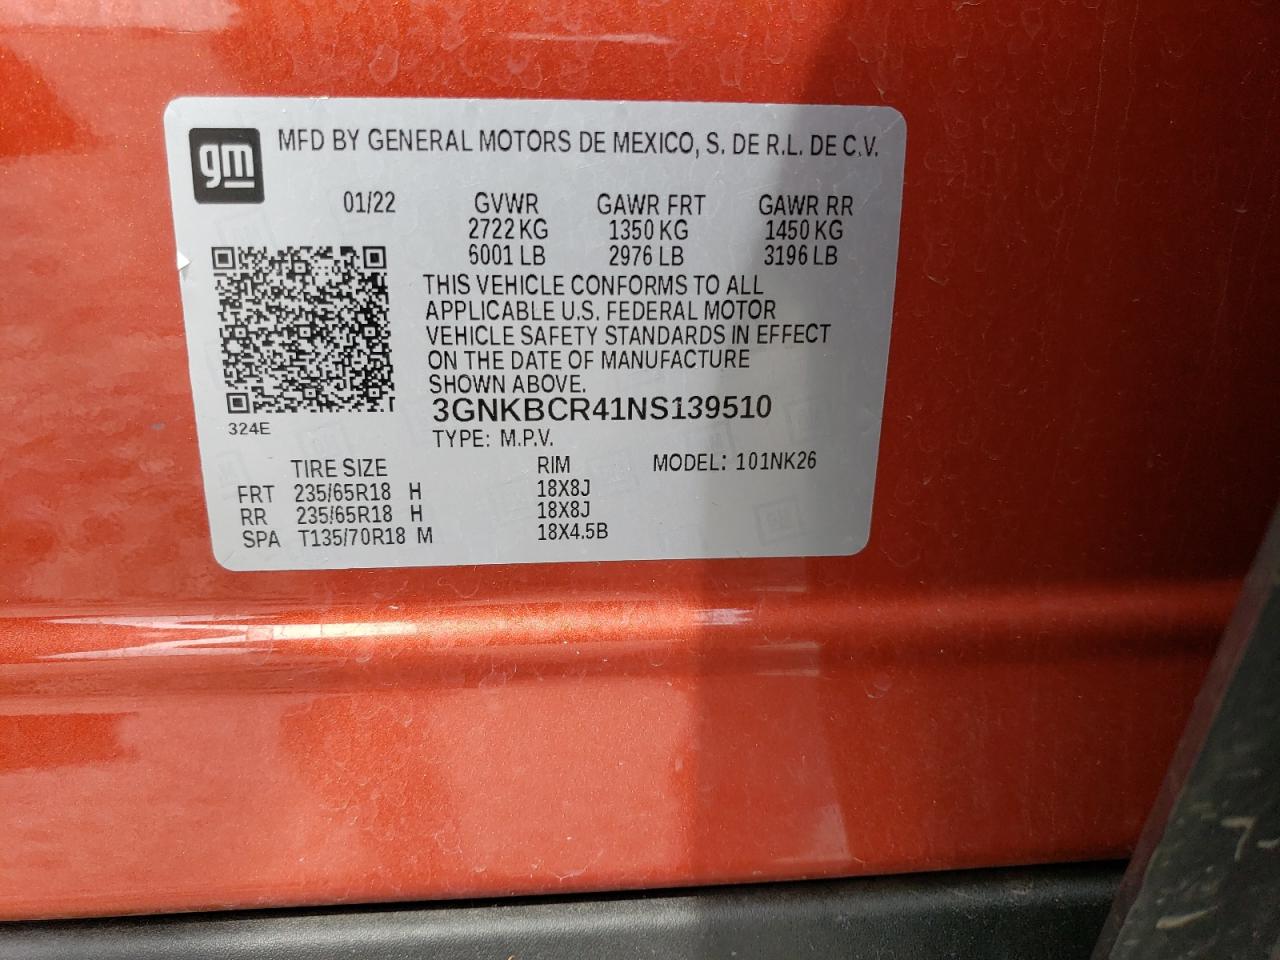 gm
MFD BY GENERAL MOTORS DE MEXICO, S. DE R.L. DE C.V.
01/22 GVWR GAWR FRT GAWR RR
2722 KG 1350 KG 1450 KG
6001 LB 2976 LB 3196 LB
THIS VEHICLE CONFORMS TO ALL
APPLICABLE U.S. FEDERAL MOTOR
VEHICLE SAFETY STANDARDS IN EFFECT
ON THE DATE OF MANUFACTURE
SHOWN ABOVE.
3GNKBCR41NS139510
324E
TYPE: M.P.V.
TIRE SIZE RIM MODEL: 101NK26
FRT 235/65R18 H 18X8J
RR 235/65R18 H 18X8J
SPA T135/70R18 M 18X4.5B